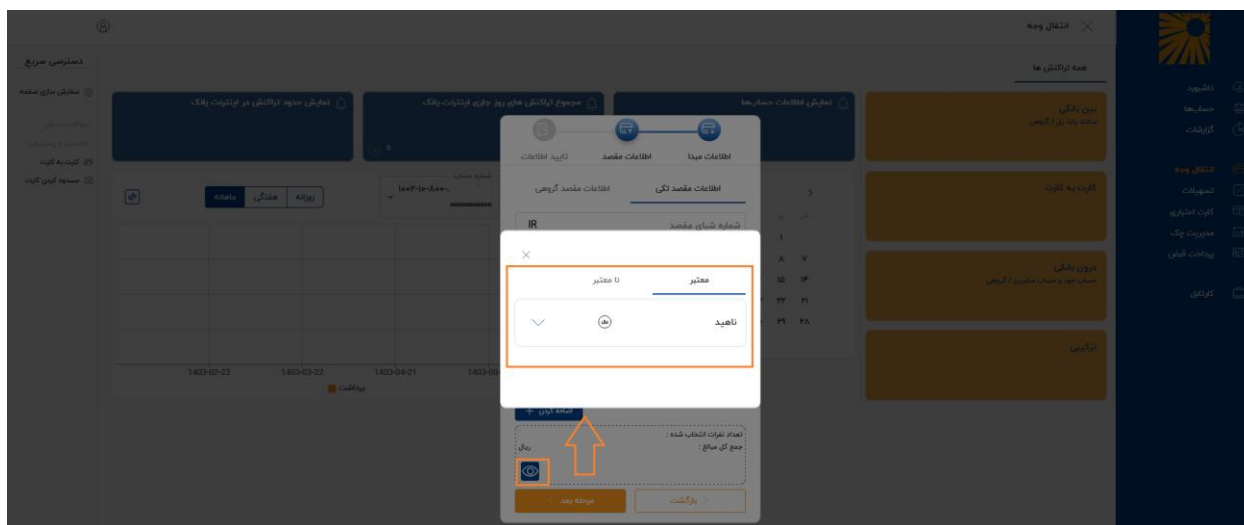 انتقال وجه
داشبورد
حساب‌ها
گزارشات
انتقال وجه
تسهیلات
کارت اعتباری
مدیریت چک
پرداخت قبض
کارتابل
همه تراکنش ها
بین بانکی
ساتنا، پایا، پل / گروهی
کارت به کارت
درون بانکی
حساب خود و حساب سایرین / گروهی
ترکیبی
نمایش اطلاعات حساب‌ها
مجموع تراکنش های روز جاری اینترنت بانک
نمایش حدود تراکنش در اینترنت بانک
شماره حساب
روزانه
هفتگی
ماهانه
1403-02-23
1403-03-22
1403-04-21
برداشت
اطلاعات مبدا
اطلاعات مقصد
تایید اطلاعات
اطلاعات مقصد تکی
اطلاعات مقصد گروهی
شماره شبای مقصد
IR
معتبر
نا معتبر
ناهید
اضافه کردن +
تعداد نفرات انتخاب شده :
جمع کل مبالغ :
ریال
بازگشت
مرحله بعد
دسترسی سریع
سفارش سازی صفحه
کارت به کارت
مسدود کردن کارت